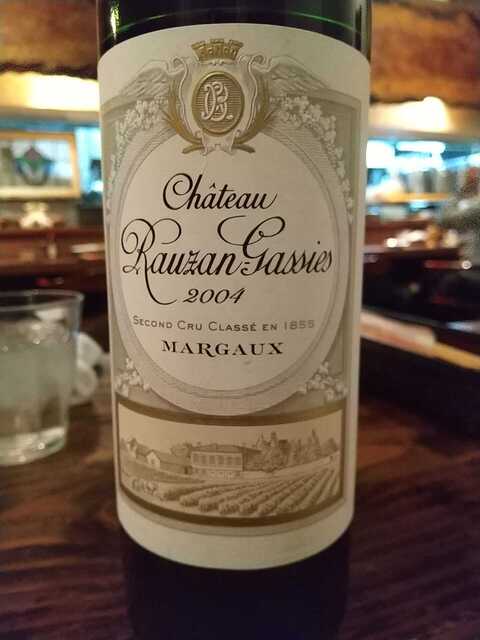 Château
Rauzan-Gassies
2004
SECOND CRU CLASSÉ EN 1855
MARGAUX